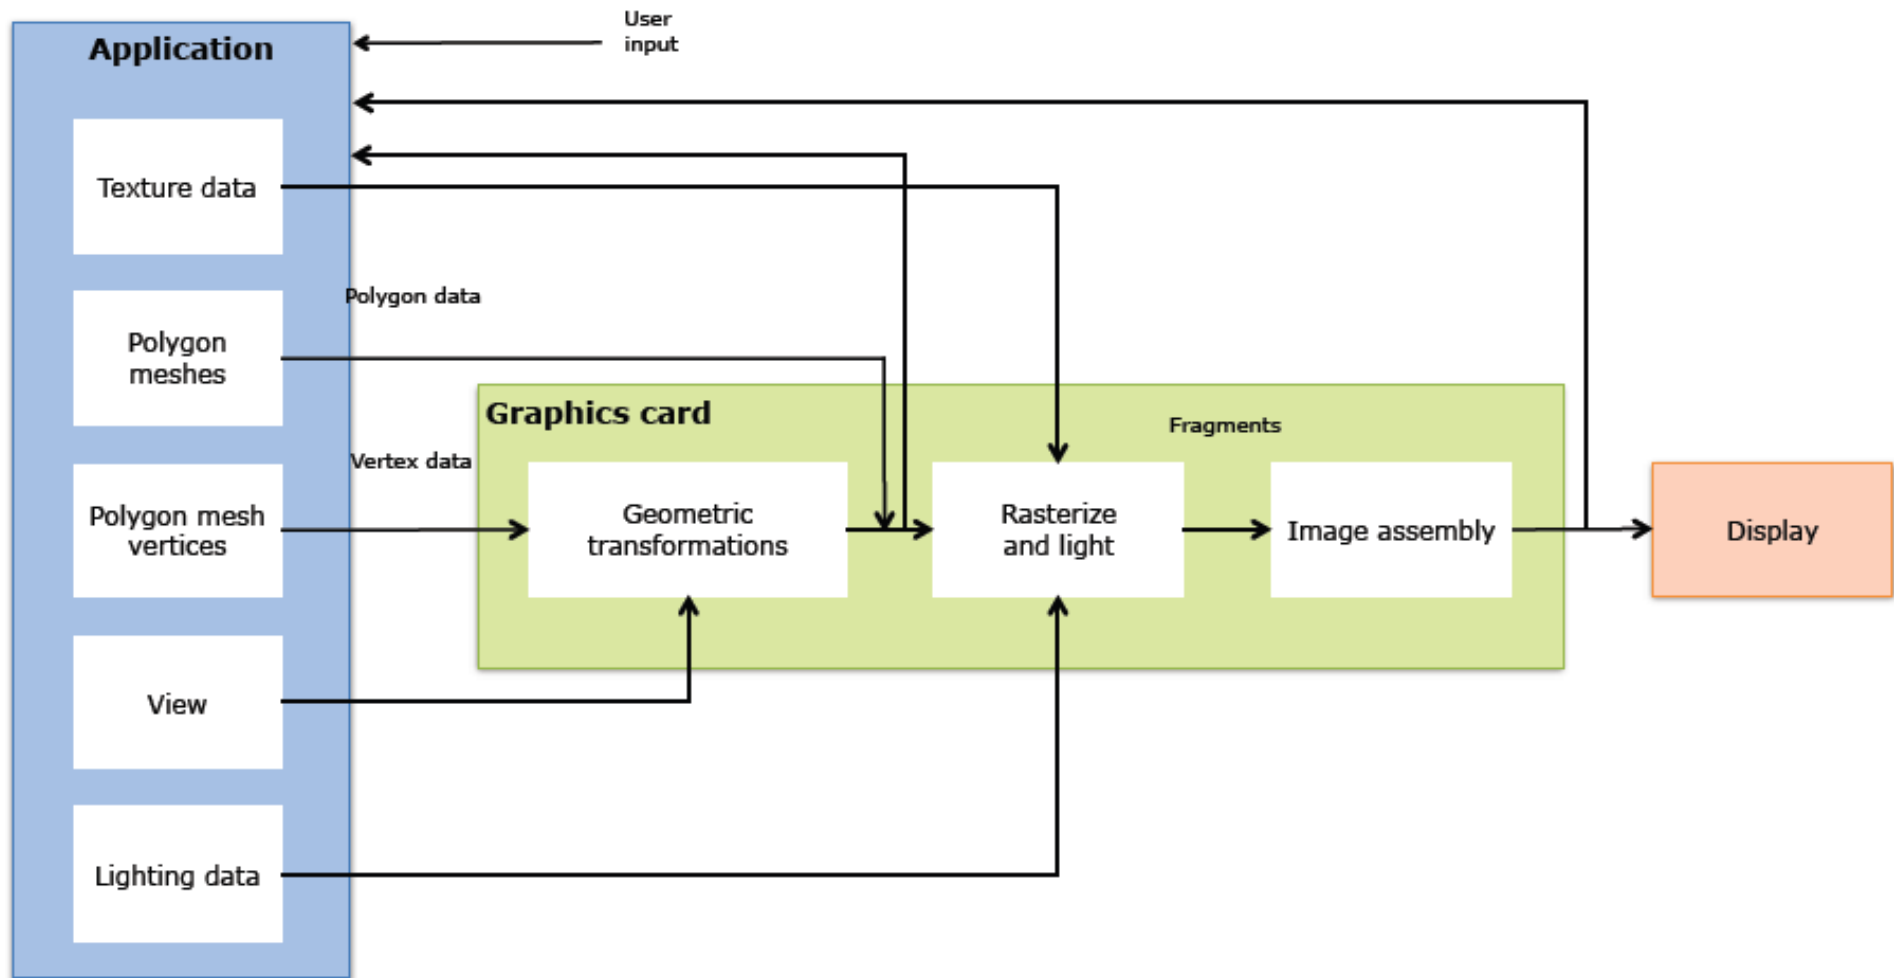 User
input
Application
Texture data
Polygon data
Polygon
meshes
Graphics card
Fragments
Vertex data
Polygon mesh
vertices
Geometric
transformations
Rasterize
and light
Image assembly
Display
View
Lighting data